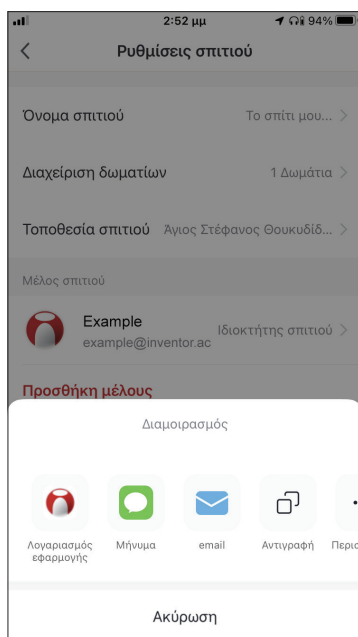 2:52 μμ 94%
Ρυθμίσεις σπιτιού
Όνομα σπιτιού Το σπίτι μου...
Διαχείριση δωματίων 1 Δωμάτια
Τοποθεσία σπιτιού Άγιος Στέφανος Θουκυδίδ...
Μέλος σπιτιού
Example
Ιδιοκτήτης σπιτιού
example@inventor.ac
Προσθήκη μέλους
Διαμοιρασμός
Λογαριασμός εφαρμογής Μήνυμα email Αντιγραφή
Ακύρωση